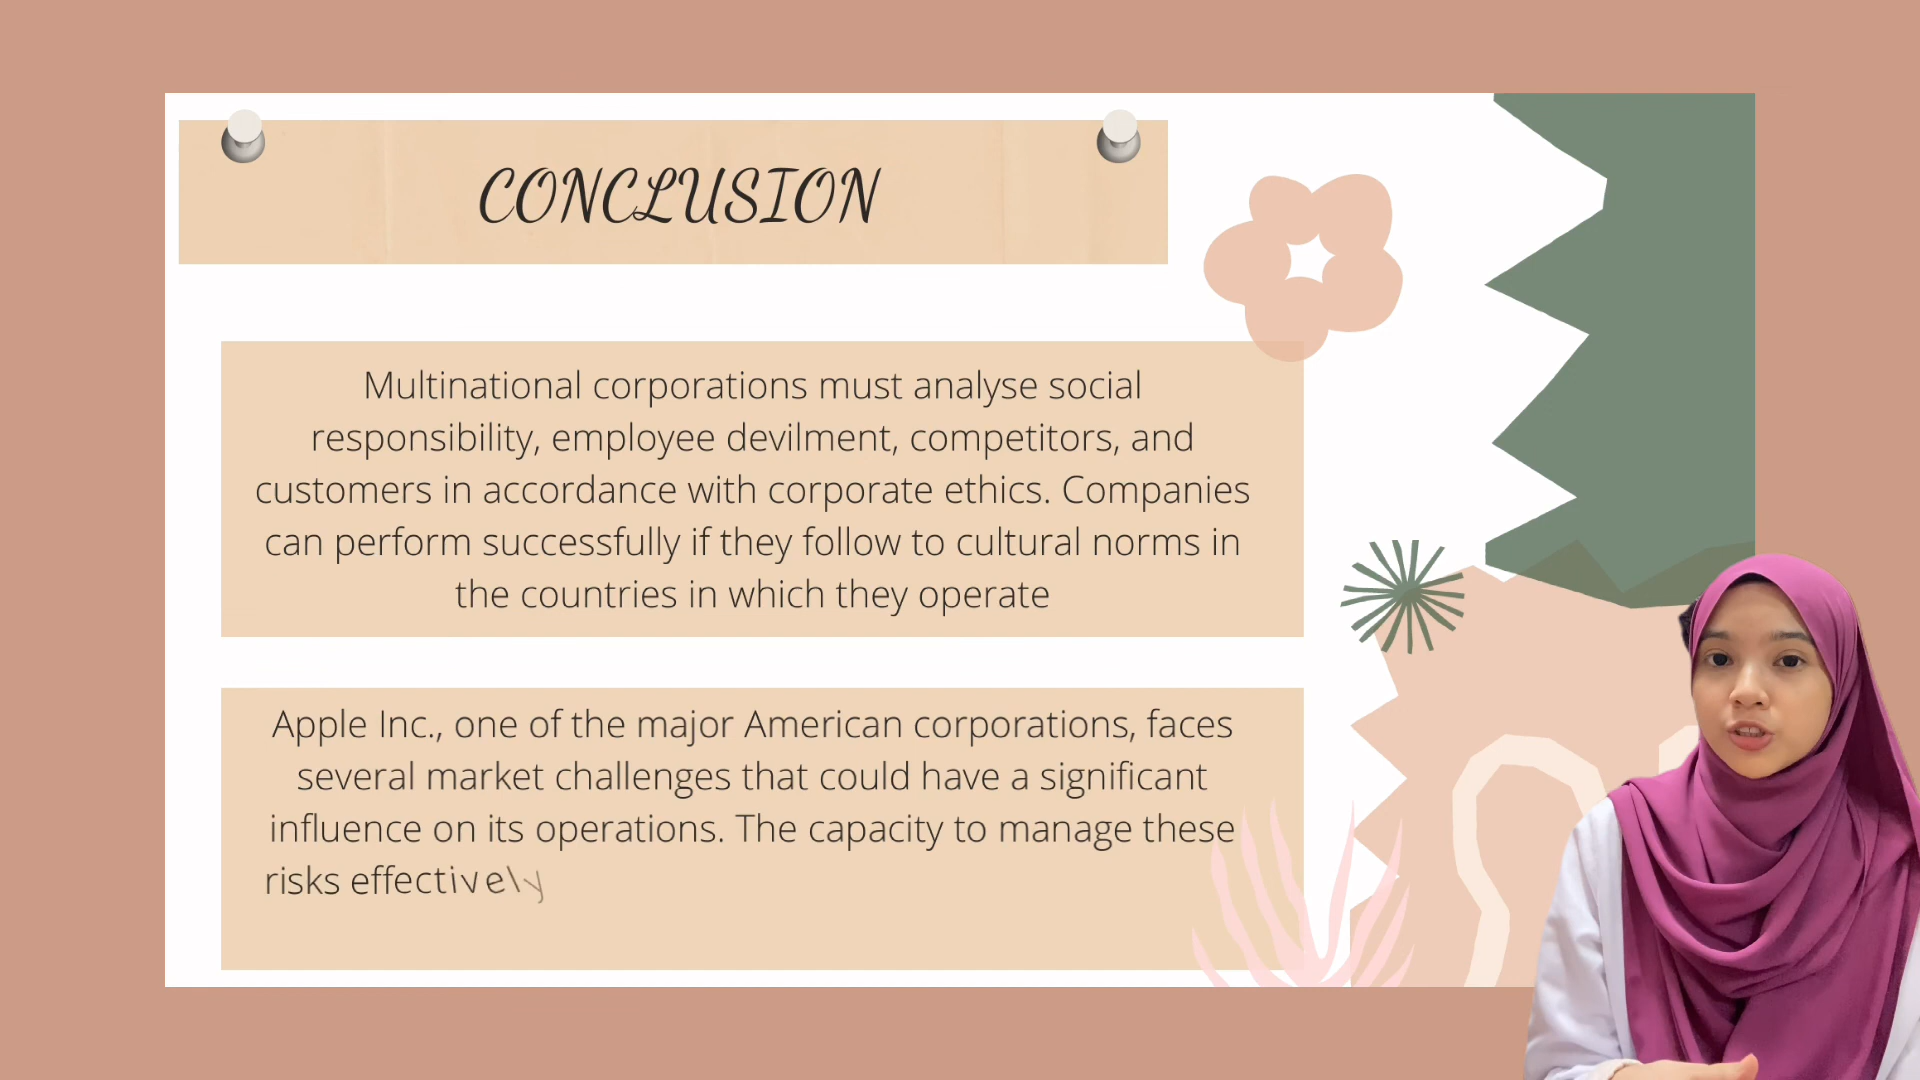 CONCLUSION
Multinational corporations must analyse social
responsibility, employee devilment, competitors, and
customers in accordance with corporate ethics. Companies
can perform successfully if they follow to cultural norms in
the countries in which they operate
Apple Inc., one of the major American corporations, faces
several market challenges that could have a significant
influence on its operations. The capacity to manage these
risks effectively